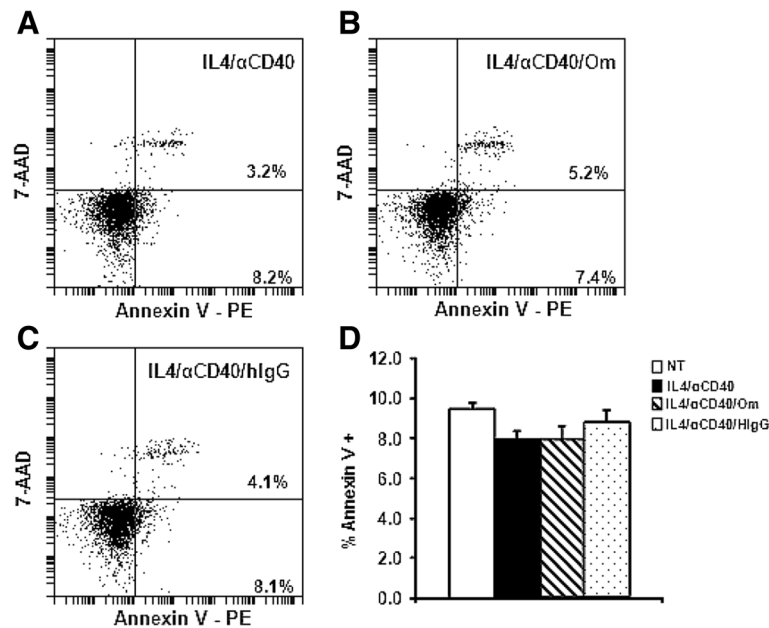 A
IL4/αCD40
7-AAD
3.2%
8.2%
Annexin V - PE
B
IL4/αCD40/Om
7-AAD
5.2%
7.4%
Annexin V - PE
C
IL4/αCD40/hIgG
7-AAD
4.1%
8.1%
Annexin V - PE
D
12.0
10.0
8.0
6.0
4.0
2.0
0.0
% Annexin V +
NT
IL4/αCD40
IL4/αCD40/Om
IL4/αCD40/HIgG